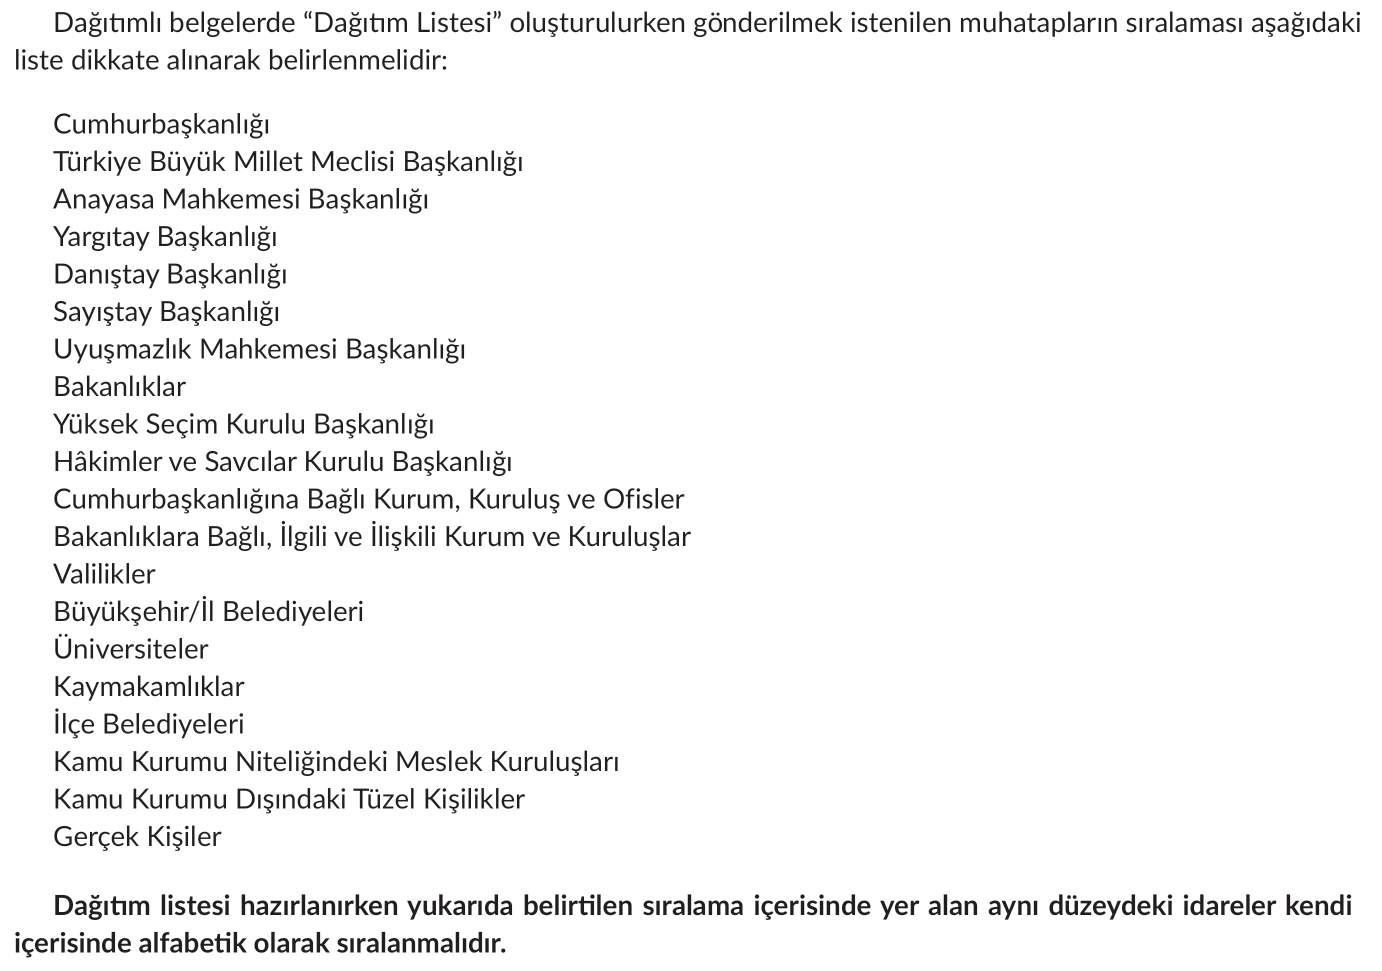 Dağıtımlı belgelerde “Dağıtım Listesi” oluşturulurken gönderilmek istenilen muhatapların sıralaması aşağıdaki
liste dikkate alınarak belirlenmelidir:
Cumhurbaşkanlığı
Türkiye Büyük Millet Meclisi Başkanlığı
Anayasa Mahkemesi Başkanlığı
Yargıtay Başkanlığı
Danıştay Başkanlığı
Sayıştay Başkanlığı
Uyuşmazlık Mahkemesi Başkanlığı
Bakanlıklar
Yüksek Seçim Kurulu Başkanlığı
Hâkimler ve Savcılar Kurulu Başkanlığı
Cumhurbaşkanlığına Bağlı Kurum, Kuruluş ve Ofisler
Bakanlıklara Bağlı, İlgili ve İlişkili Kurum ve Kuruluşlar
Valilikler
Büyükşehir/İl Belediyeleri
Üniversiteler
Kaymakamlıklar
İlçe Belediyeleri
Kamu Kurumu Niteliğindeki Meslek Kuruluşları
Kamu Kurumu Dışındaki Tüzel Kişilikler
Gerçek Kişiler
Dağıtım listesi hazırlanırken yukarıda belirtilen sıralama içerisinde yer alan aynı düzeydeki idareler kendi
içerisinde alfabetik olarak sıralanmalıdır.